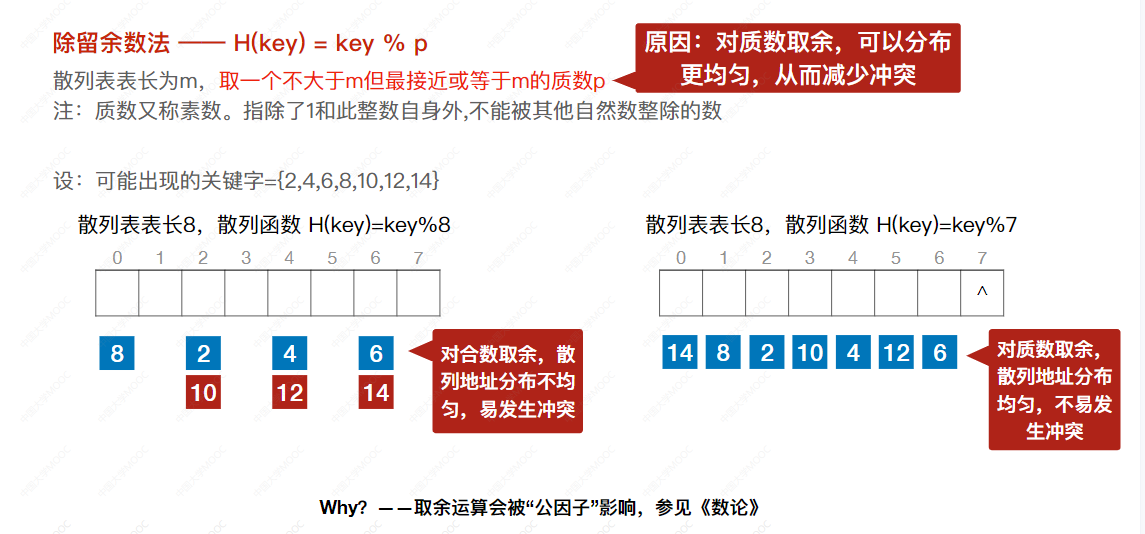 除留余数法 —— H(key) = key % p
原因：对质数取余，可以分布
更均匀，从而减少冲突
散列表表长为m，取一个不大于m但最接近或等于m的质数p
注：质数又称素数。指除了1和此整数自身外,不能被其他自然数整除的数
设：可能出现的关键字={2,4,6,8,10,12,14}
散列表表长8，散列函数 H(key)=key%8
0 1 2 3 4 5 6 7
8 2 4 6
10 12 14
对合数取余，散
列地址分布不均
匀，易发生冲突
散列表表长8，散列函数 H(key)=key%7
0 1 2 3 4 5 6 7
^
14 8 2 10 4 12 6
对质数取余，
散列地址分布
均匀，不易发
生冲突
Why？——取余运算会被“公因子”影响，参见《数论》
中国大学MOOC